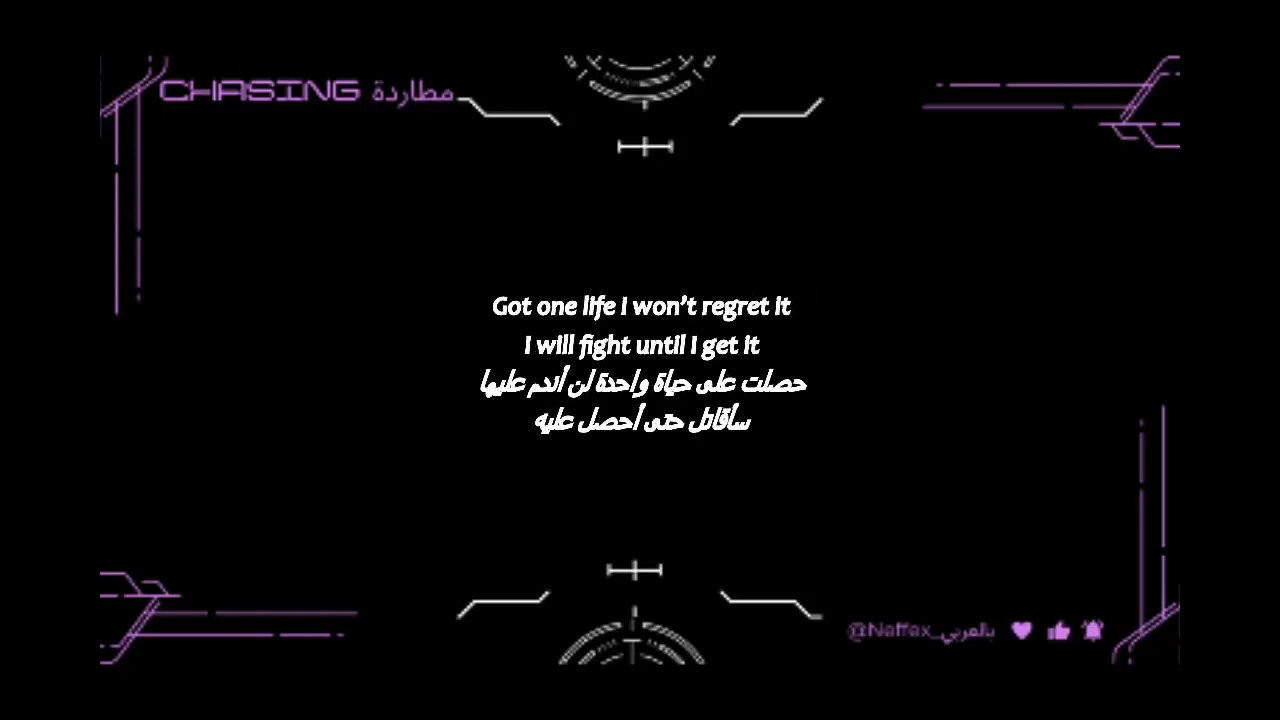 CHASING مطاردة
Got one life I won't regret it
I will fight until I get it
حصلت على حياة واحدة لن أندم عليها
سأقاتل حتى أحصل عليه
@Neffex_بالعربي